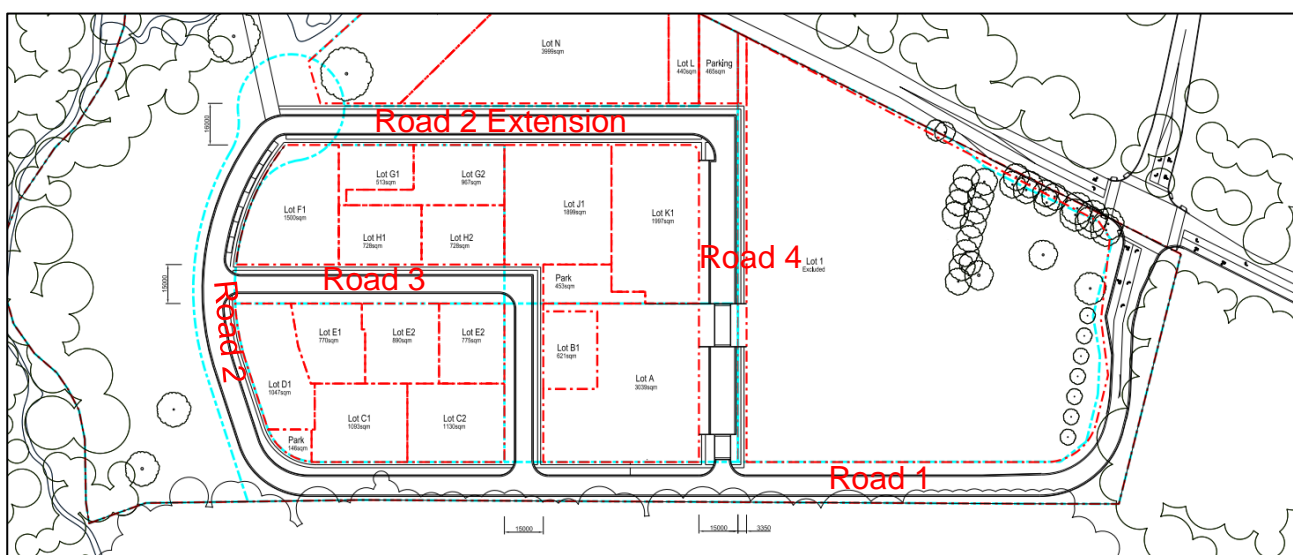 Lot N
3999sqm
Lot L
440sqm
Parking
465sqm
Road 2 Extension
16000
Lot G1
513sqm
Lot G2
967sqm
Lot J1
1899sqm
Lot K1
1997sqm
Lot F1
1500sqm
Lot H1
728sqm
Lot H2
728sqm
Road 4
Lot 1
Excluded
15000
Road 3
Park
453sqm
Road 2
Lot E1
770sqm
Lot E2
890sqm
Lot E2
775sqm
Lot B1
621sqm
Lot D1
1047sqm
Lot A
3039sqm
Lot C1
1093sqm
Lot C2
1130sqm
Park
146sqm
Road 1
15000
15000
3350